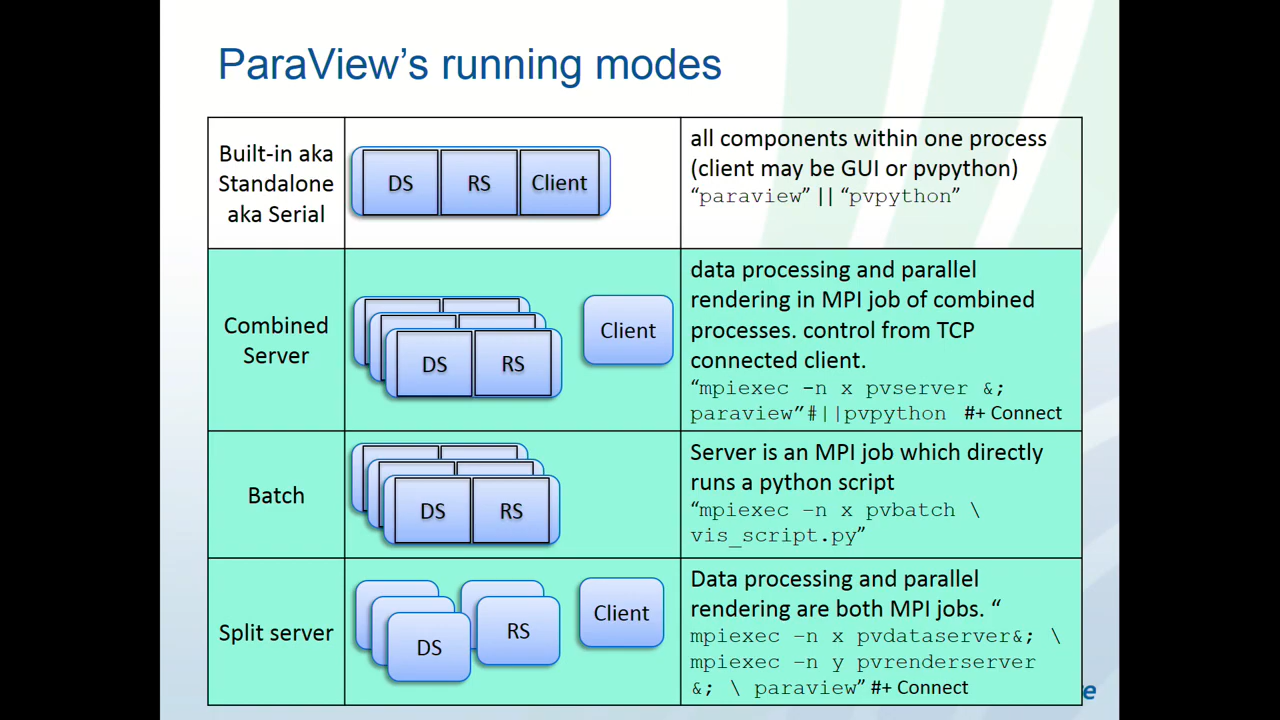 ParaView’s running modes
Built-in aka
Standalone
aka Serial
DS RS Client
all components within one process
(client may be GUI or pvpython)
“paraview” || “pvpython”
Combined
Server
DS RS
Client
data processing and parallel
rendering in MPI job of combined
processes. control from TCP
connected client.
“mpiexec -n x pvserver &;
paraview”#||pvpython #+ Connect
Batch
DS RS
Server is an MPI job which directly
runs a python script
“mpiexec –n x pvbatch \
vis_script.py”
Split server
DS
RS
Client
Data processing and parallel
rendering are both MPI jobs. “
mpiexec –n x pvdataserver&; \
mpiexec –n y pvrenderserver
&; \ paraview” #+ Connect